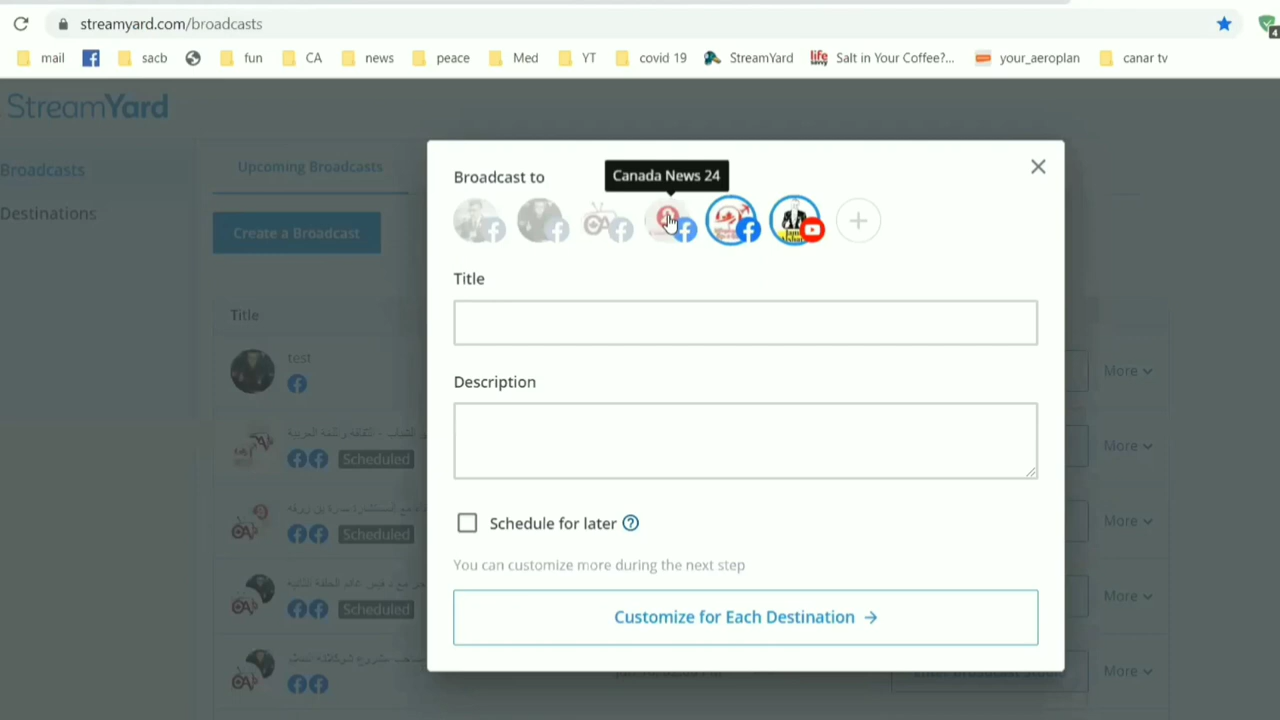 streamyard.com/broadcasts
4
mail
sacb
fun
CA
news
peace
Med
YT
covid 19
StreamYard
life savvy
Salt in Your Coffee?...
your_aeroplan
canar tv
StreamYard
Broadcasts
Destinations
Upcoming Broadcasts
Create a Broadcast
Title
test
More
Scheduled
More
Scheduled
More
Scheduled
More
More
Canada News 24
Broadcast to
Title
Description
Schedule for later
You can customize more during the next step
Customize for Each Destination →